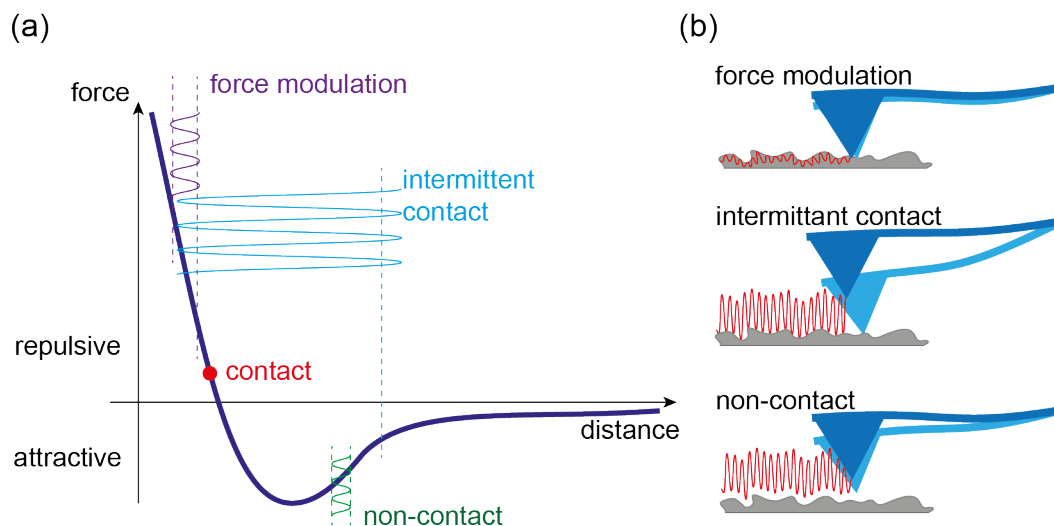 (a)
force
force modulation
intermittent
contact
repulsive
contact
distance
attractive
non-contact
(b)
force modulation
intermittant contact
non-contact